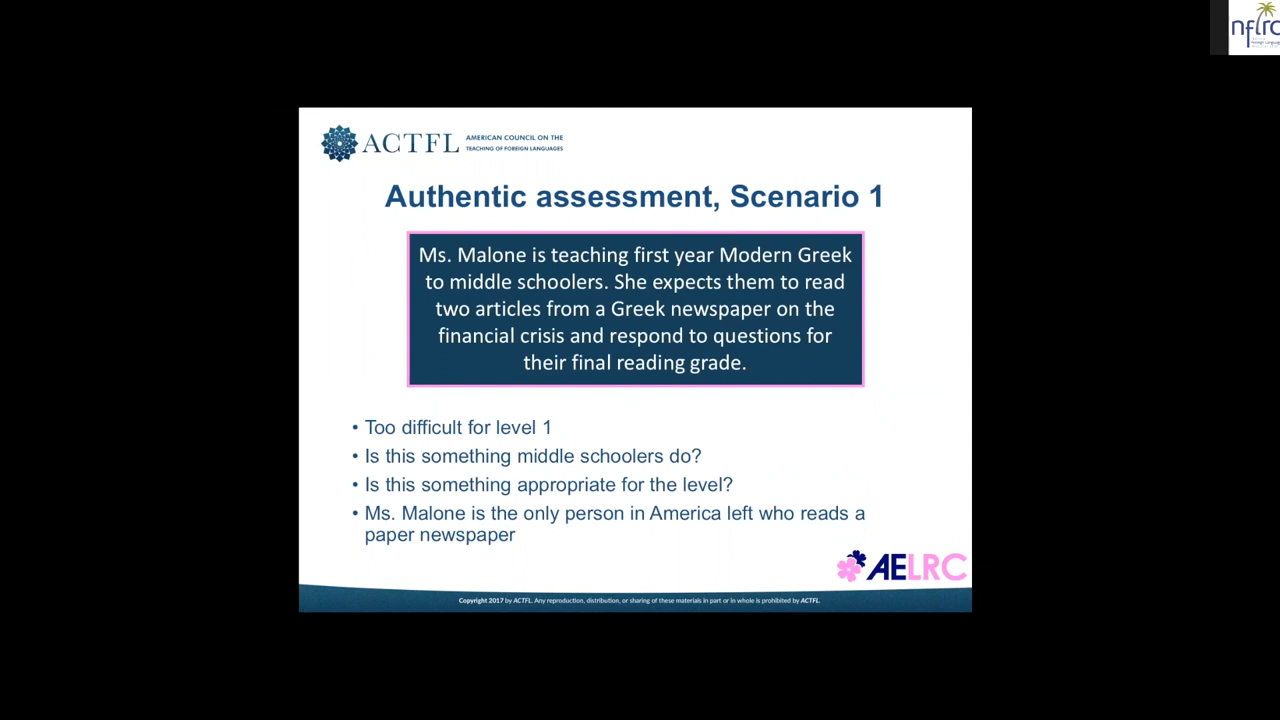 nflrc
ACTFL
AMERICAN COUNCIL ON THE
TEACHING OF FOREIGN LANGUAGES
Authentic assessment, Scenario 1
Ms. Malone is teaching first year Modern Greek
to middle schoolers. She expects them to read
two articles from a Greek newspaper on the
financial crisis and respond to questions for
their final reading grade.
• Too difficult for level 1
• Is this something middle schoolers do?
• Is this something appropriate for the level?
• Ms. Malone is the only person in America left who reads a
paper newspaper
AELRC
Copyright 2017 by ACTFL. Any reproduction, distribution, or sharing of these materials in part or in whole is prohibited by ACTFL.